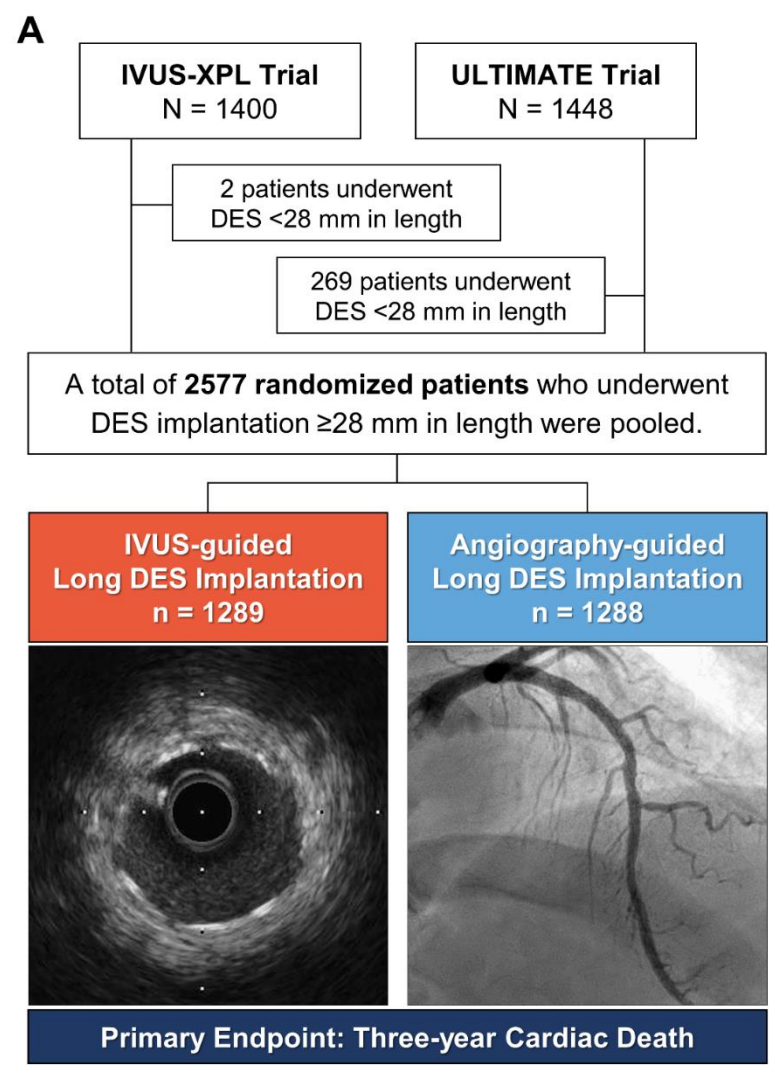 A
IVUS-XPL Trial
N = 1400
ULTIMATE Trial
N = 1448
2 patients underwent
DES <28 mm in length
269 patients underwent
DES <28 mm in length
A total of 2577 randomized patients who underwent
DES implantation ≥28 mm in length were pooled.
IVUS-guided
Long DES Implantation
n = 1289
Angiography-guided
Long DES Implantation
n = 1288
Primary Endpoint: Three-year Cardiac Death